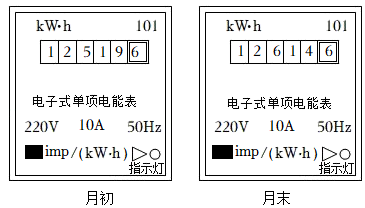 kW·h 101
1 2 5 1 9 6
电子式单项电能表
220V 10A 50Hz
imp/(kW·h)
指示灯
月初
kW·h 101
1 2 6 1 4 6
电子式单项电能表
220V 10A 50Hz
imp/(kW·h)
指示灯
月末